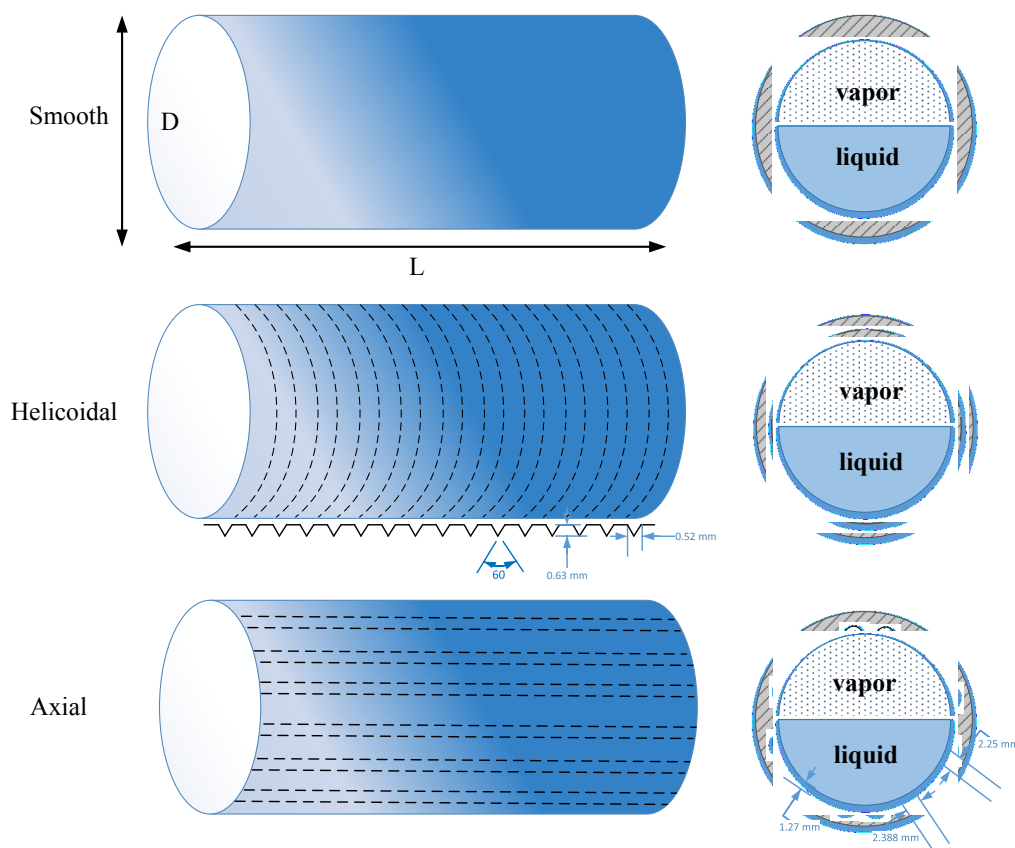 Smooth
D
L
vapor
liquid
Helicoidal
60
0.63 mm
0.52 mm
vapor
liquid
Axial
vapor
liquid
2.25 mm
1.27 mm
2.388 mm